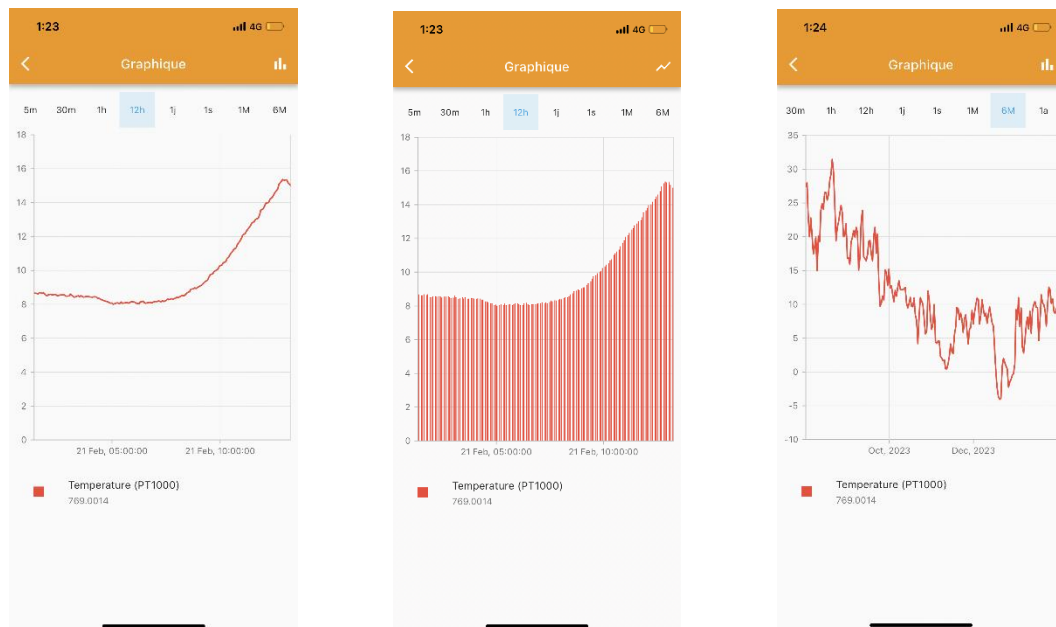 1:23 4G
Graphique
5m 30m 1h 12h 1j 1s 1M 6M
18
16
14
12
10
8
6
4
2
0
21 Feb, 05:00:00 21 Feb, 10:00:00
Temperature (PT1000)
769.0014
1:23 4G
Graphique
5m 30m 1h 12h 1j 1s 1M 6M
18
16
14
12
10
8
6
4
2
0
21 Feb, 05:00:00 21 Feb, 10:00:00
Temperature (PT1000)
769.0014
1:24 4G
Graphique
30m 1h 12h 1j 1s 1M 6M 1a
35
30
25
20
15
10
5
0
-5
-10
Oct, 2023 Dec, 2023
Temperature (PT1000)
769.0014